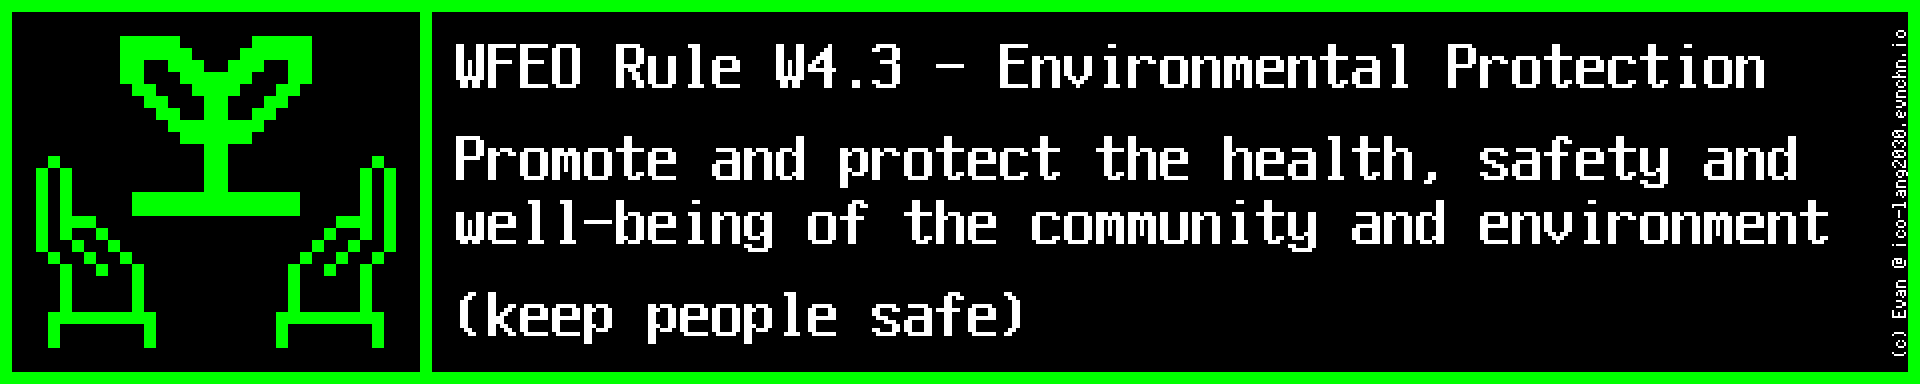 WFEO Rule W4.3 - Environmental Protection
Promote and protect the health, safety and
well-being of the community and environment
(keep people safe)
(c) Evan @ ico-lang2030.evnchn.io